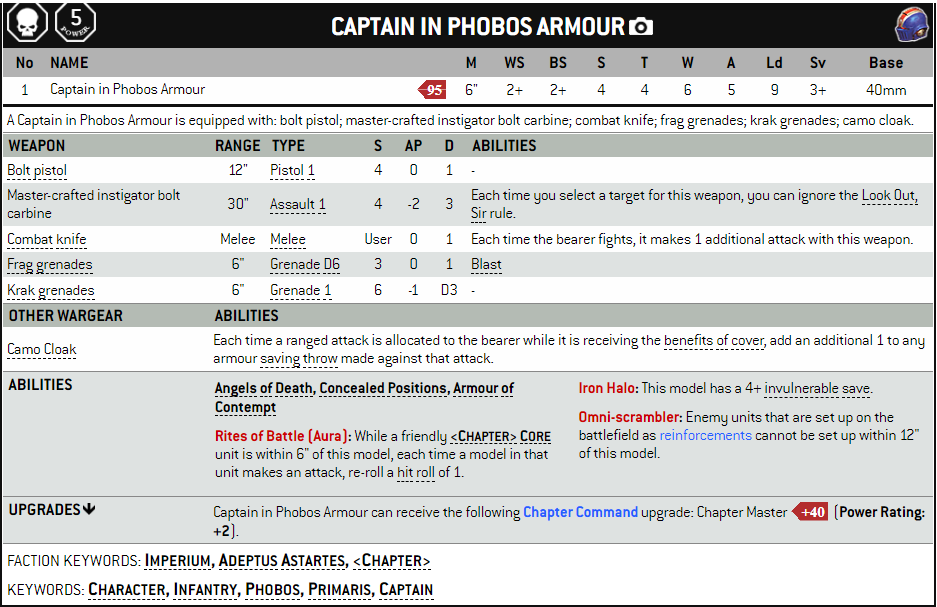 5
POWER
CAPTAIN IN PHOBOS ARMOUR
No NAME M WS BS S T W A Ld Sv Base
1 Captain in Phobos Armour 95 6" 2+ 2+ 4 4 6 5 9 3+ 40mm
A Captain in Phobos Armour is equipped with: bolt pistol; master-crafted instigator bolt carbine; combat knife; frag grenades; krak grenades; camo cloak.
WEAPON RANGE TYPE S AP D ABILITIES
Bolt pistol 12" Pistol 1 4 0 1 -
Master-crafted instigator bolt
carbine 30" Assault 1 4 -2 3 Each time you select a target for this weapon, you can ignore the Look Out,
Sir rule.
Combat knife Melee Melee User 0 1 Each time the bearer fights, it makes 1 additional attack with this weapon.
Frag grenades 6" Grenade D6 3 0 1 Blast
Krak grenades 6" Grenade 1 6 -1 D3 -
OTHER WARGEAR ABILITIES
Camo Cloak Each time a ranged attack is allocated to the bearer while it is receiving the benefits of cover, add an additional 1 to any
armour saving throw made against that attack.
ABILITIES
Angels of Death, Concealed Positions, Armour of
Contempt
Rites of Battle (Aura): While a friendly <CHAPTER> CORE
unit is within 6" of this model, each time a model in that
unit makes an attack, re-roll a hit roll of 1.
Iron Halo: This model has a 4+ invulnerable save.
Omni-scrambler: Enemy units that are set up on the
battlefield as reinforcements cannot be set up within 12"
of this model.
UPGRADES Captain in Phobos Armour can receive the following Chapter Command upgrade: Chapter Master +40 (Power Rating:
+2).
FACTION KEYWORDS: IMPERIUM, ADEPTUS ASTARTES, <CHAPTER>
KEYWORDS: CHARACTER, INFANTRY, PHOBOS, PRIMARIS, CAPTAIN